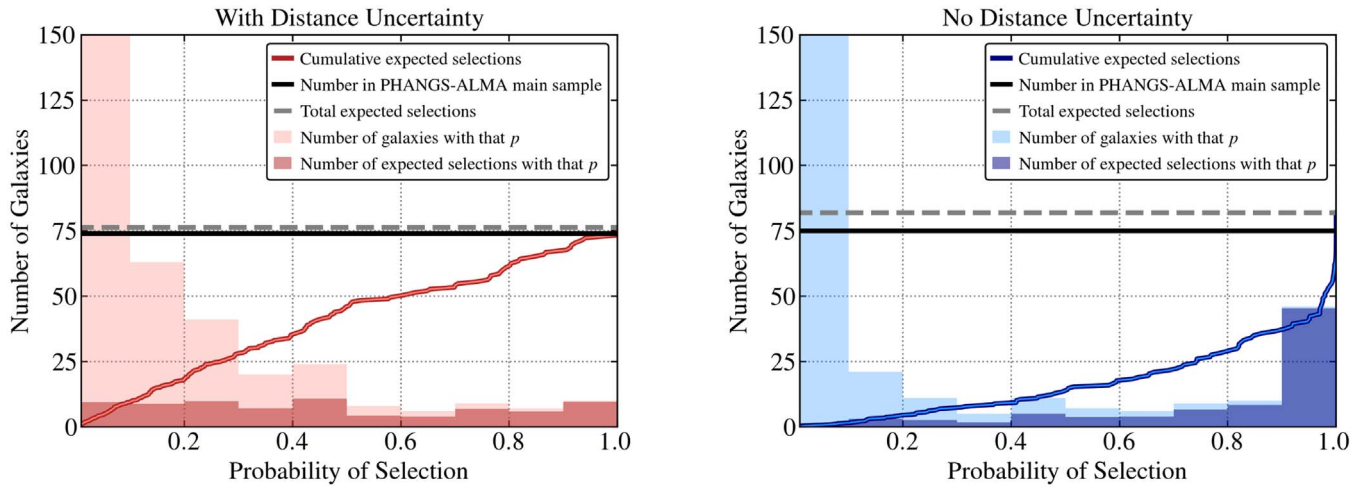 With Distance Uncertainty
150
125
100
75
50
25
0
Number of Galaxies
Cumulative expected selections
Number in PHANGS-ALMA main sample
Total expected selections
Number of galaxies with that p
Number of expected selections with that p
0.2
0.4
0.6
0.8
1.0
Probability of Selection
No Distance Uncertainty
150
125
100
75
50
25
0
Number of Galaxies
Cumulative expected selections
Number in PHANGS-ALMA main sample
Total expected selections
Number of galaxies with that p
Number of expected selections with that p
0.2
0.4
0.6
0.8
1.0
Probability of Selection